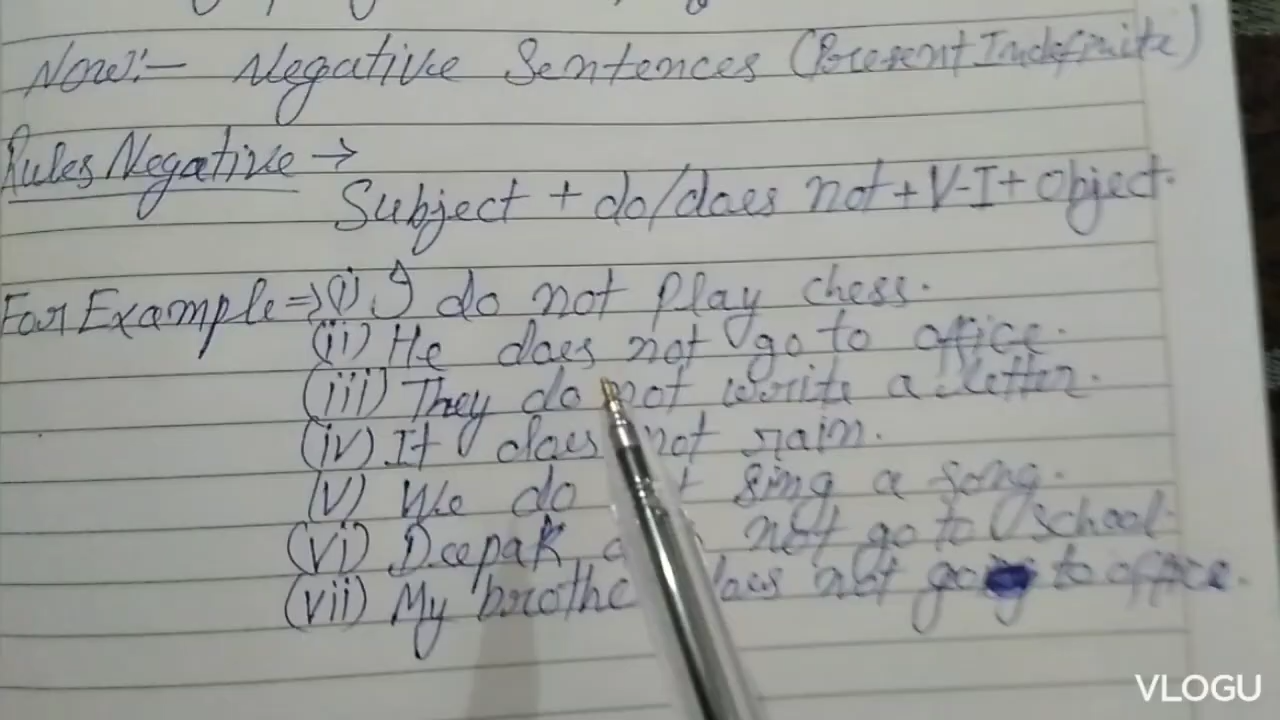 Now:- Negative Sentences (Present Indefinite)
Rules Negative →
Subject + do/does not + V-I + Object.
For Example ⇒ (i) I do not play chess.
(ii) He does not go to office.
(iii) They do not write a letter.
(iv) It does not rain.
(v) We do sing a song.
(vi) Deepak not go to School
(vii) My not go to office.
VLOGU